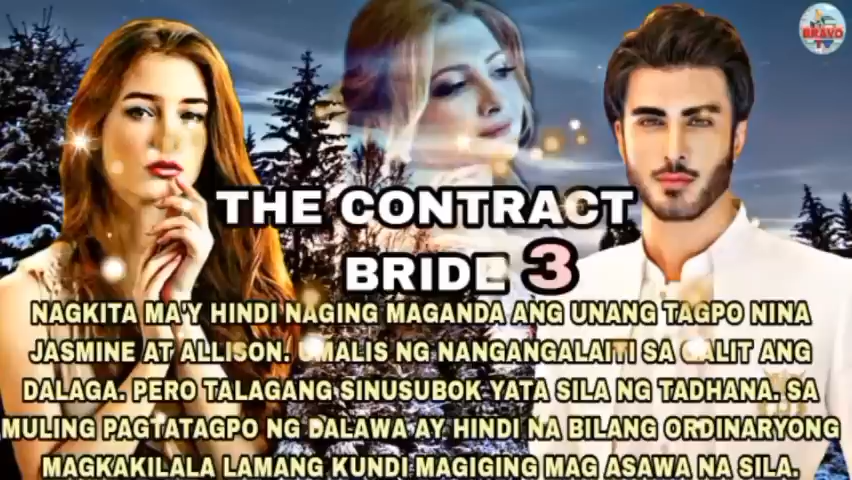 BRAVO
TV
THE CONTRACT
BRIDE 3
NAGKITA MA'Y HINDI NAGING MAGANDA ANG UNANG TAGPO NINA
JASMINE AT ALLISON. UMALIS NG NANGANGALAITI SA GALIT ANG
DALAGA. PERO TALAGANG SINUSUBOK YATA SILA NG TADHANA. SA
MULING PAGTATAGPO NG DALAWA AY HINDI NA BILANG ORDINARYONG
MAGKAKILALA LAMANG KUNDI MAGIGING MAG ASAWA NA SILA.